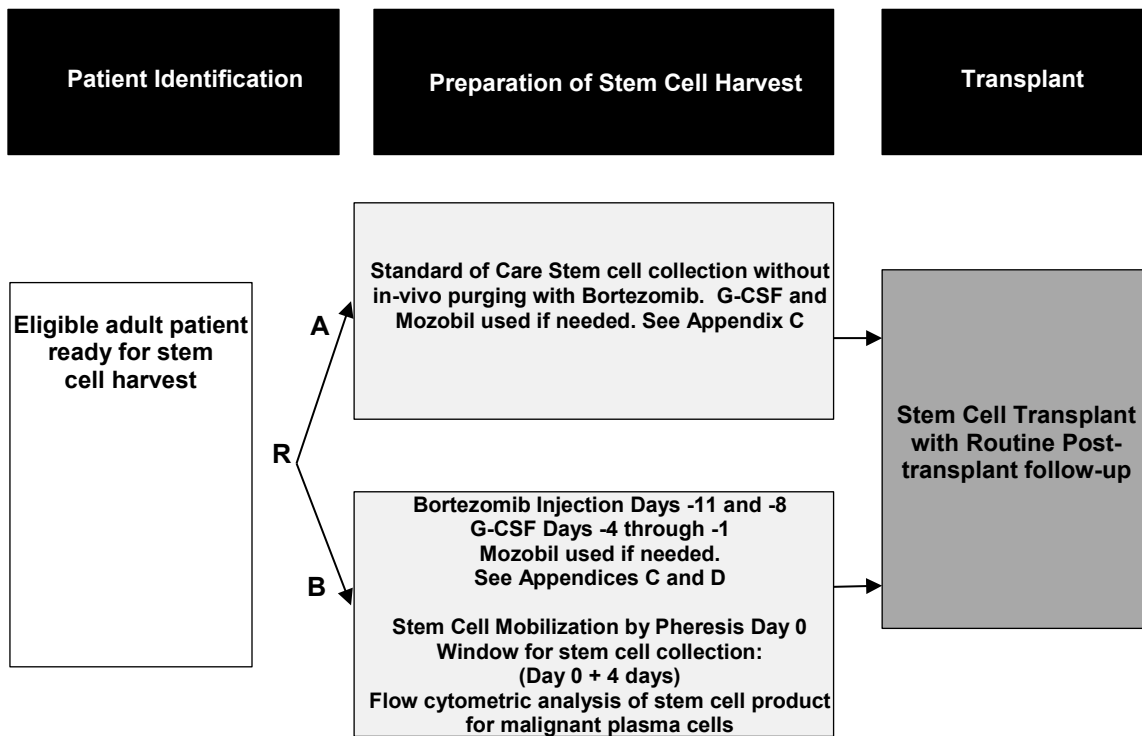 Patient Identification
Preparation of Stem Cell Harvest
Transplant
Eligible adult patient
ready for stem
cell harvest
R
A
Standard of Care Stem cell collection without
in-vivo purging with Bortezomib.  G-CSF and
Mozobil used if needed. See Appendix C
B
Bortezomib Injection Days -11 and -8
G-CSF Days -4 through -1
Mozobil used if needed.
See Appendices C and D
Stem Cell Mobilization by Pheresis Day 0
Window for stem cell collection:
(Day 0 + 4 days)
Flow cytometric analysis of stem cell product
for malignant plasma cells
Stem Cell Transplant
with Routine Post-
transplant follow-up